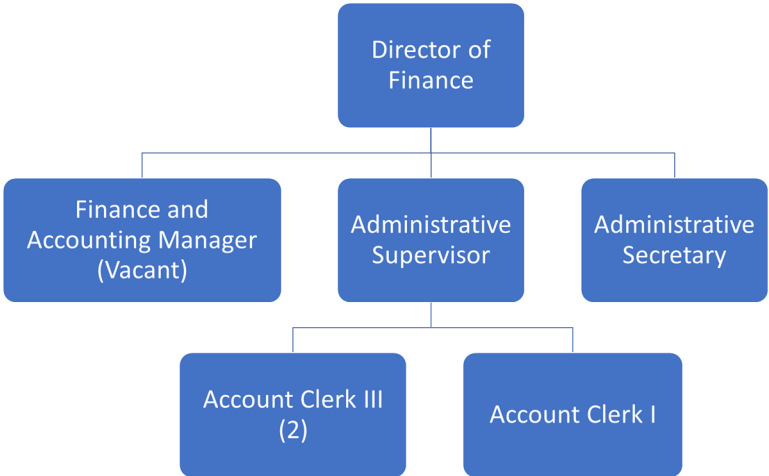 Director of
Finance
Finance and
Accounting Manager
(Vacant)
Administrative
Supervisor
Administrative
Secretary
Account Clerk III
(2)
Account Clerk I